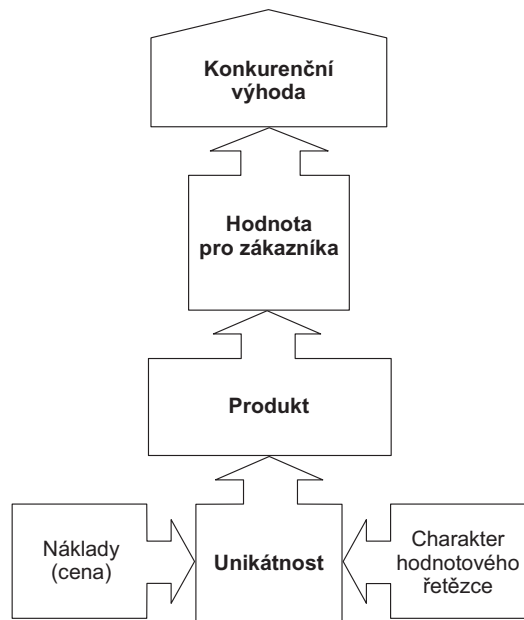 Konkurenční
výhoda
Hodnota
pro zákazníka
Produkt
Náklady
(cena)
Unikátnost
Charakter
hodnotového
řetězce